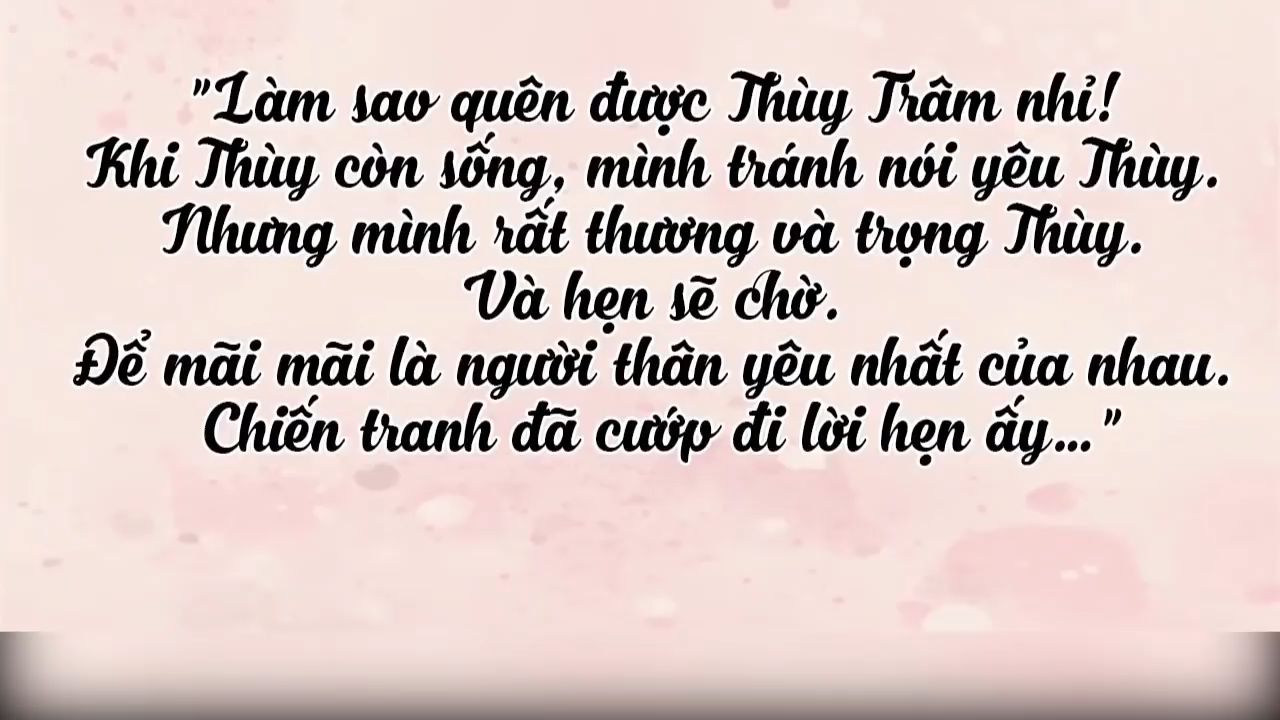 "Làm sao quên được Thùy Trâm nhỉ!
Khi Thùy còn sống, mình tránh nói yêu Thùy.
Nhưng mình rất thương và trọng Thùy.
Và hẹn sẽ chờ.
Để mãi mãi là người thân yêu nhất của nhau.
Chiến tranh đã cướp đi lời hẹn ấy..."